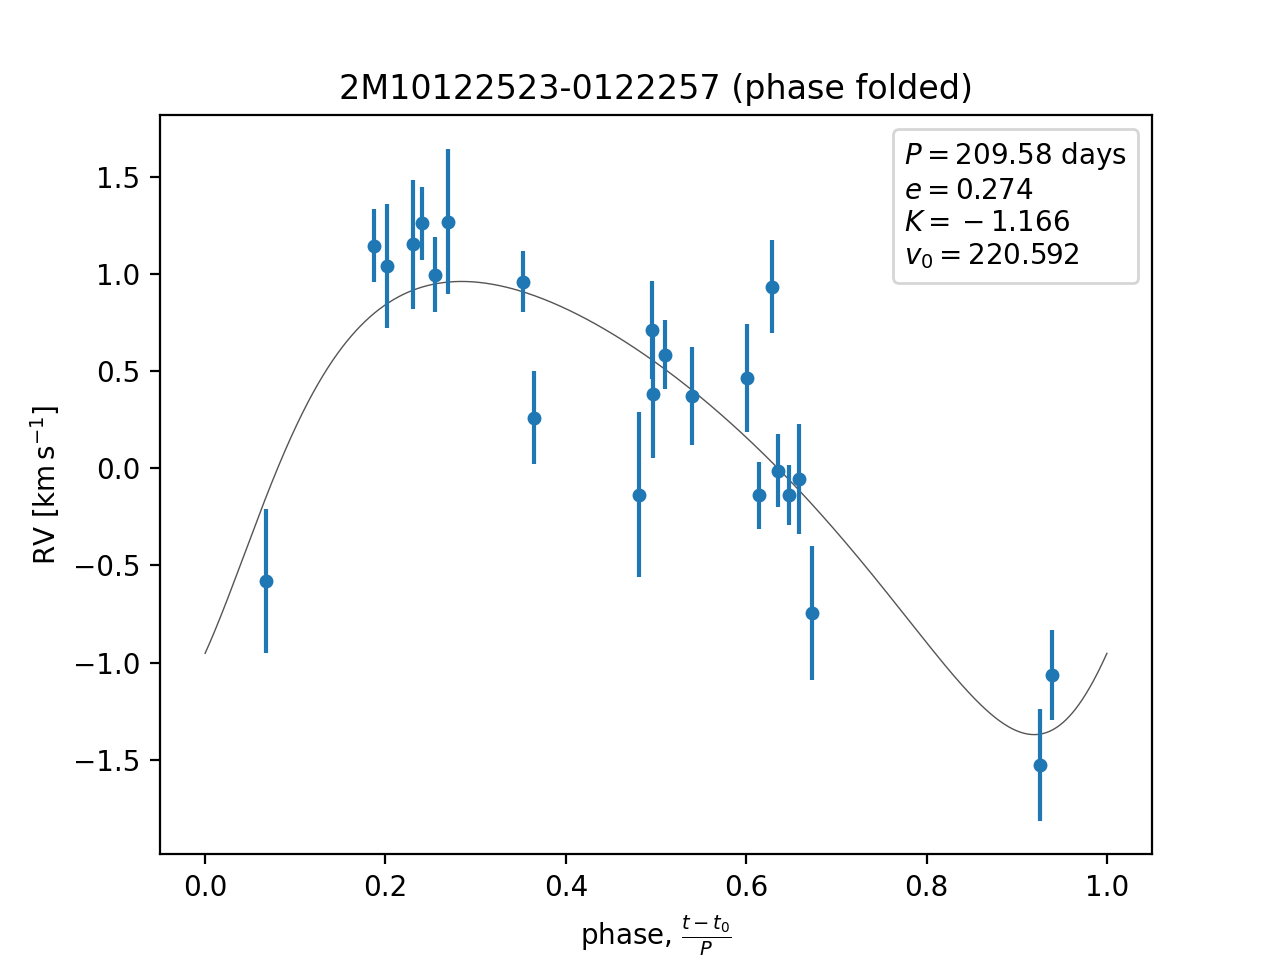 2M10122523-0122257 (phase folded)
P = 209.58 days
e = 0.274
K = −1.166
v₀ = 220.592
1.5
1.0
0.5
0.0
−0.5
−1.0
−1.5
RV [km s⁻¹]
0.0 0.2 0.4 0.6 0.8 1.0
phase, (t − t₀)/P